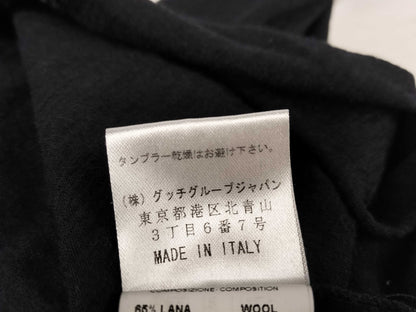 タンブラー乾燥はお避け下さい。
(株)グッチグループジャパン
東京都港区北青山
3丁目6番7号
MADE IN ITALY
COMPOSIZIONE-COMPOSITION
65% LANA WOOL